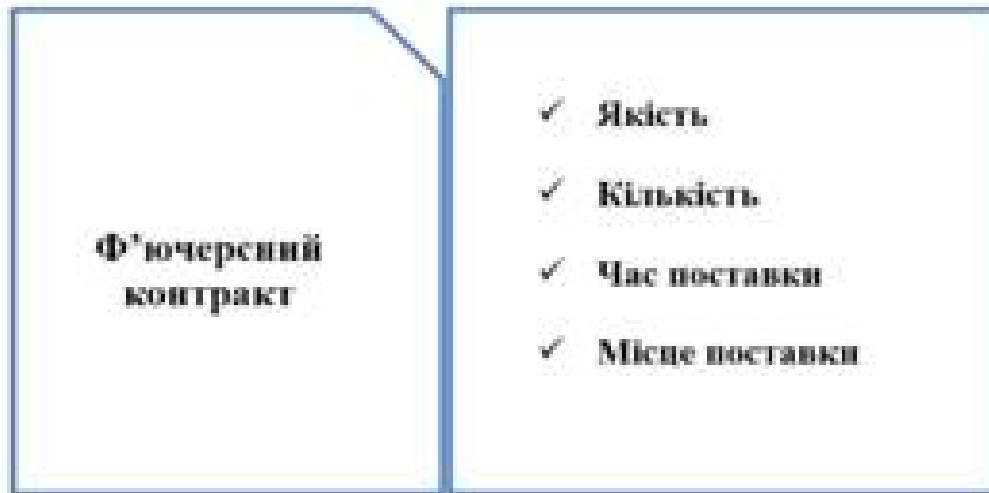 Ф’ючерсний
контракт
✓ Якість
✓ Кількість
✓ Час поставки
✓ Місце поставки